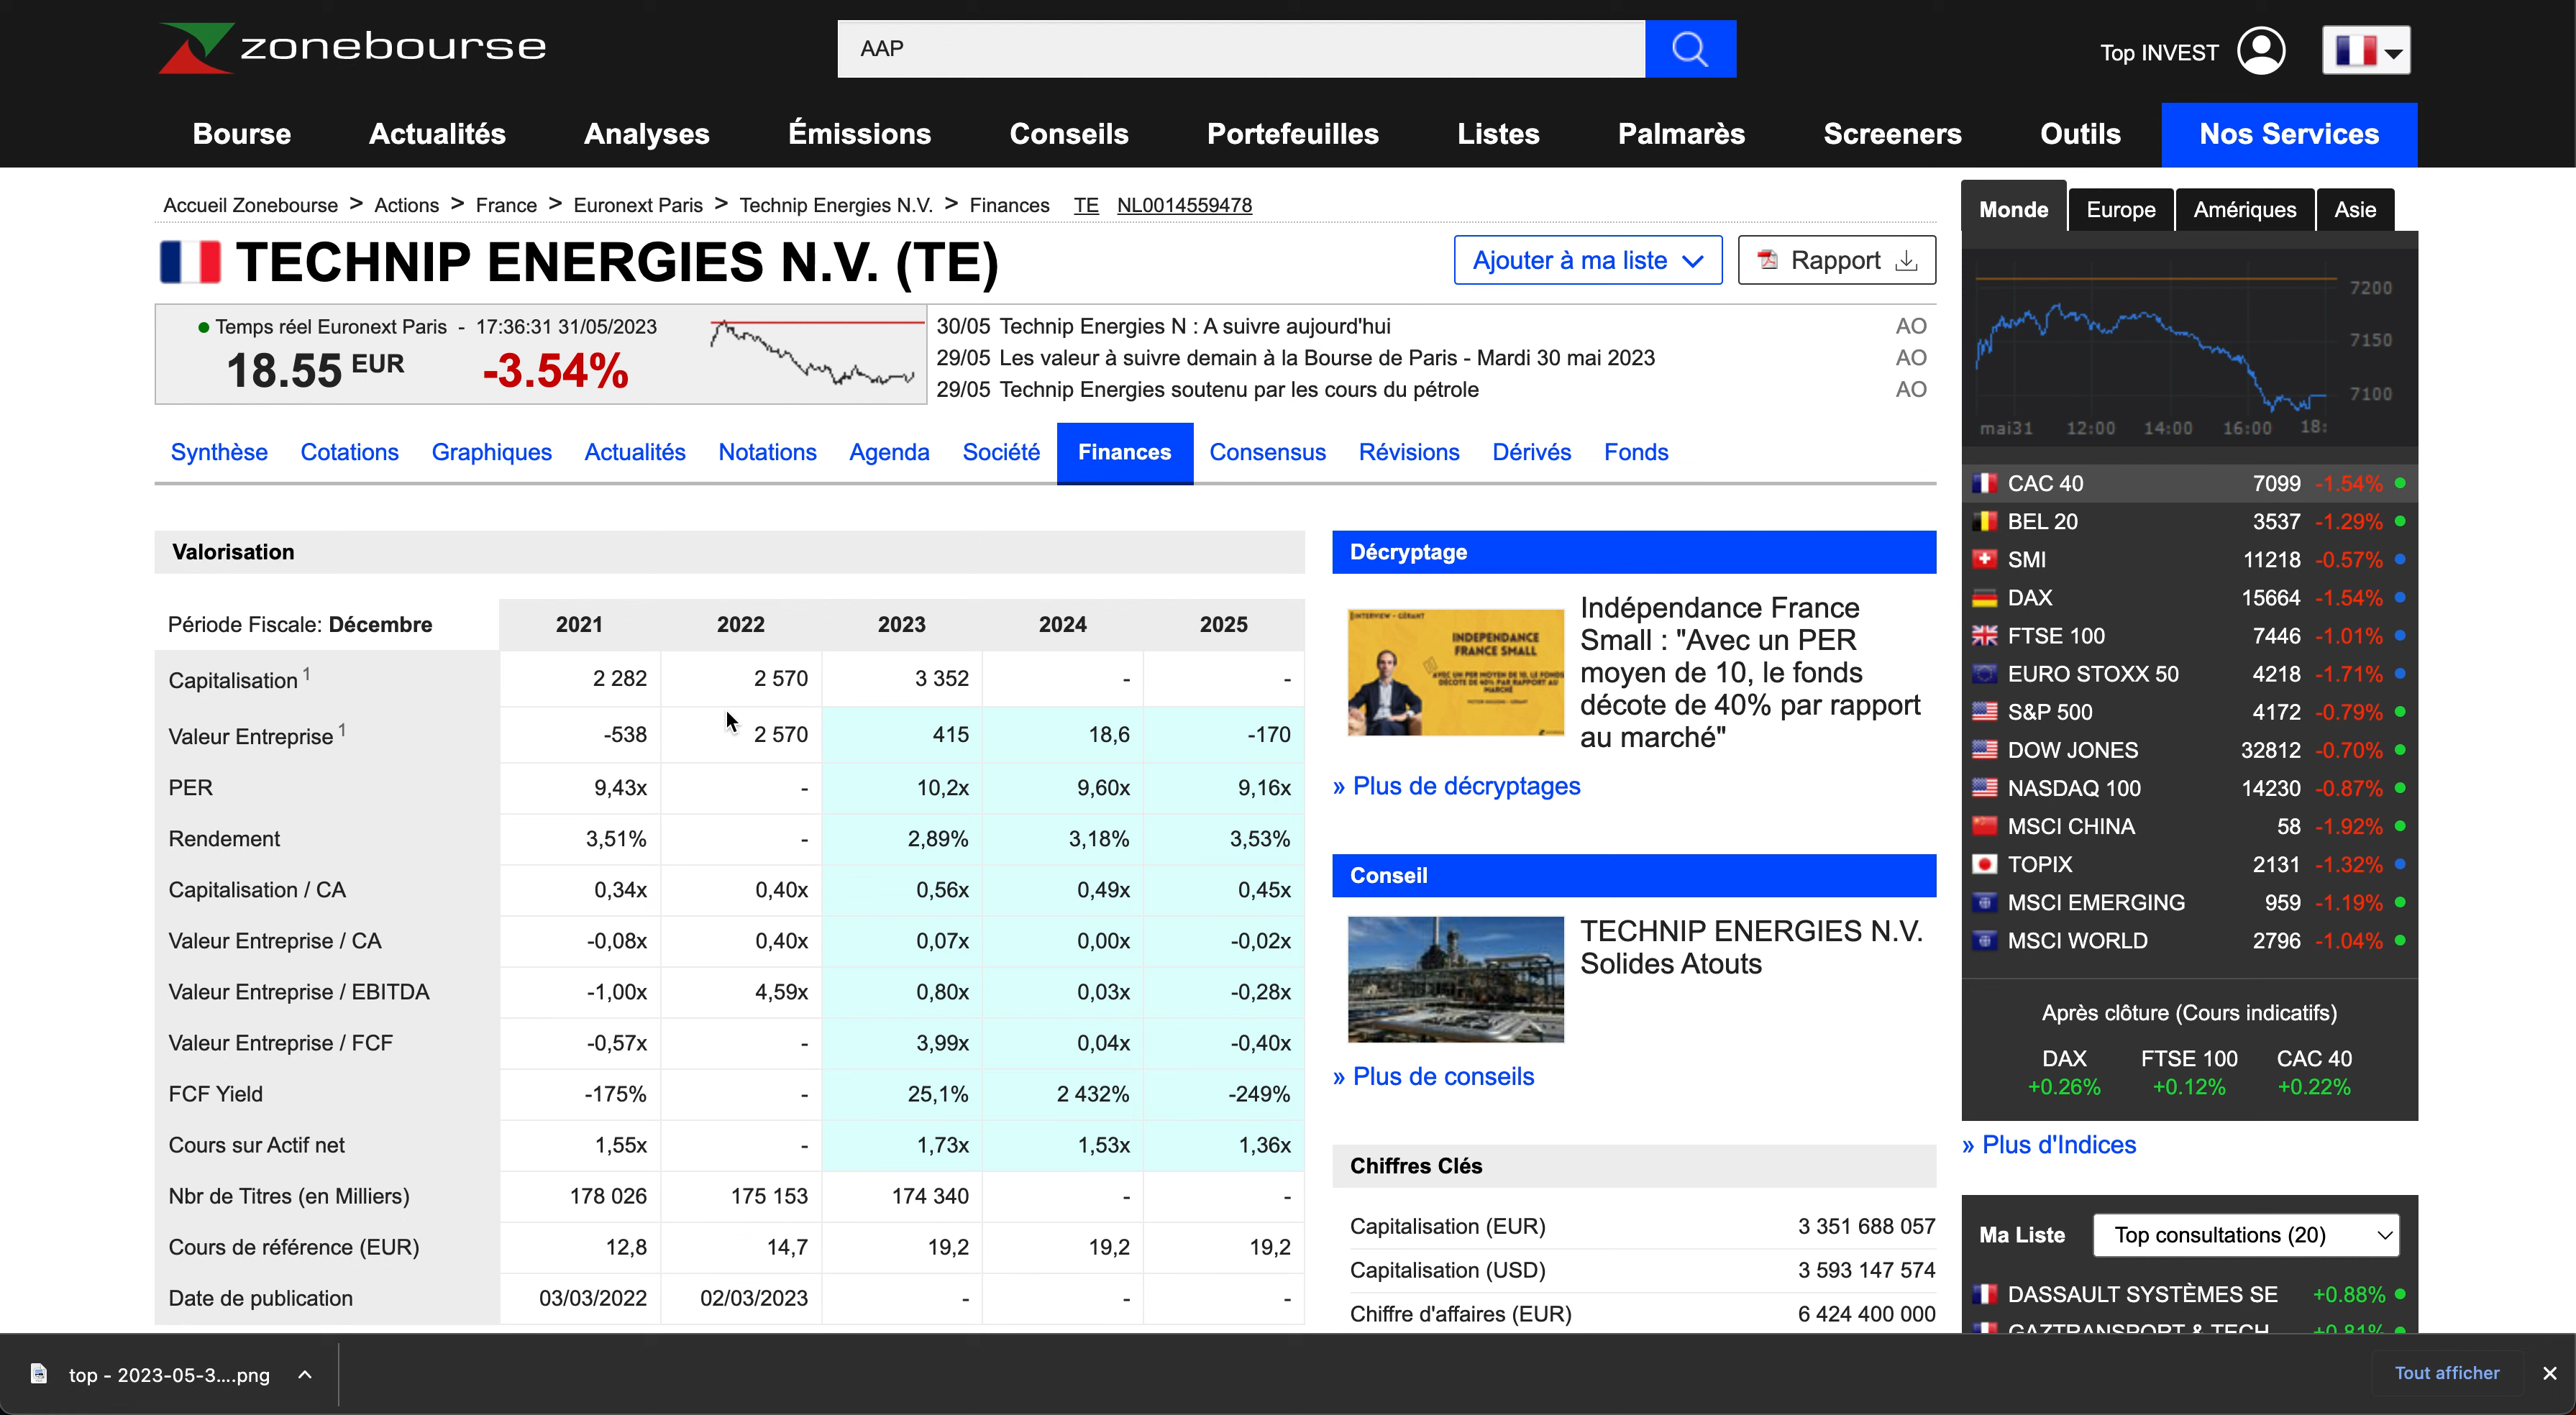 zonebourse
AAP
Top INVEST
Bourse Actualités Analyses Émissions Conseils Portefeuilles Listes Palmarès Screeners Outils Nos Services
Accueil Zonebourse > Actions > France > Euronext Paris > Technip Energies N.V. > Finances TE NL0014559478
TECHNIP ENERGIES N.V. (TE)
Ajouter à ma liste
Rapport
Temps réel Euronext Paris - 17:36:31 31/05/2023
18.55 EUR -3.54%
30/05 Technip Energies N : A suivre aujourd'hui AO
29/05 Les valeur à suivre demain à la Bourse de Paris - Mardi 30 mai 2023 AO
29/05 Technip Energies soutenu par les cours du pétrole AO
Synthèse Cotations Graphiques Actualités Notations Agenda Société Finances Consensus Révisions Dérivés Fonds
Valorisation
Période Fiscale: Décembre 2021 2022 2023 2024 2025
Capitalisation 1 2 282 2 570 3 352 - -
Valeur Entreprise 1 -538 2 570 415 18,6 -170
PER 9,43x - 10,2x 9,60x 9,16x
Rendement 3,51% - 2,89% 3,18% 3,53%
Capitalisation / CA 0,34x 0,40x 0,56x 0,49x 0,45x
Valeur Entreprise / CA -0,08x 0,40x 0,07x 0,00x -0,02x
Valeur Entreprise / EBITDA -1,00x 4,59x 0,80x 0,03x -0,28x
Valeur Entreprise / FCF -0,57x - 3,99x 0,04x -0,40x
FCF Yield -175% - 25,1% 2 432% -249%
Cours sur Actif net 1,55x - 1,73x 1,53x 1,36x
Nbr de Titres (en Milliers) 178 026 175 153 174 340 - -
Cours de référence (EUR) 12,8 14,7 19,2 19,2 19,2
Date de publication 03/03/2022 02/03/2023 - - -
Décryptage
INTERVIEW - GÉRANT
INDEPENDANCE
FRANCE SMALL
Indépendance France
Small : "Avec un PER
moyen de 10, le fonds
décote de 40% par rapport
au marché"
» Plus de décryptages
Conseil
TECHNIP ENERGIES N.V.
Solides Atouts
» Plus de conseils
Chiffres Clés
Capitalisation (EUR) 3 351 688 057
Capitalisation (USD) 3 593 147 574
Chiffre d'affaires (EUR) 6 424 400 000
Monde Europe Amériques Asie
7200
7150
7100
mai31 12:00 14:00 16:00 18:
CAC 40 7099 -1.54%
BEL 20 3537 -1.29%
SMI 11218 -0.57%
DAX 15664 -1.54%
FTSE 100 7446 -1.01%
EURO STOXX 50 4218 -1.71%
S&P 500 4172 -0.79%
DOW JONES 32812 -0.70%
NASDAQ 100 14230 -0.87%
MSCI CHINA 58 -1.92%
TOPIX 2131 -1.32%
MSCI EMERGING 959 -1.19%
MSCI WORLD 2796 -1.04%
Après clôture (Cours indicatifs)
DAX FTSE 100 CAC 40
+0.26% +0.12% +0.22%
» Plus d'Indices
Ma Liste Top consultations (20)
DASSAULT SYSTÈMES SE +0.88%
GAZTRANSPORT & TECH +0.81%
top - 2023-05-3....png
Tout afficher